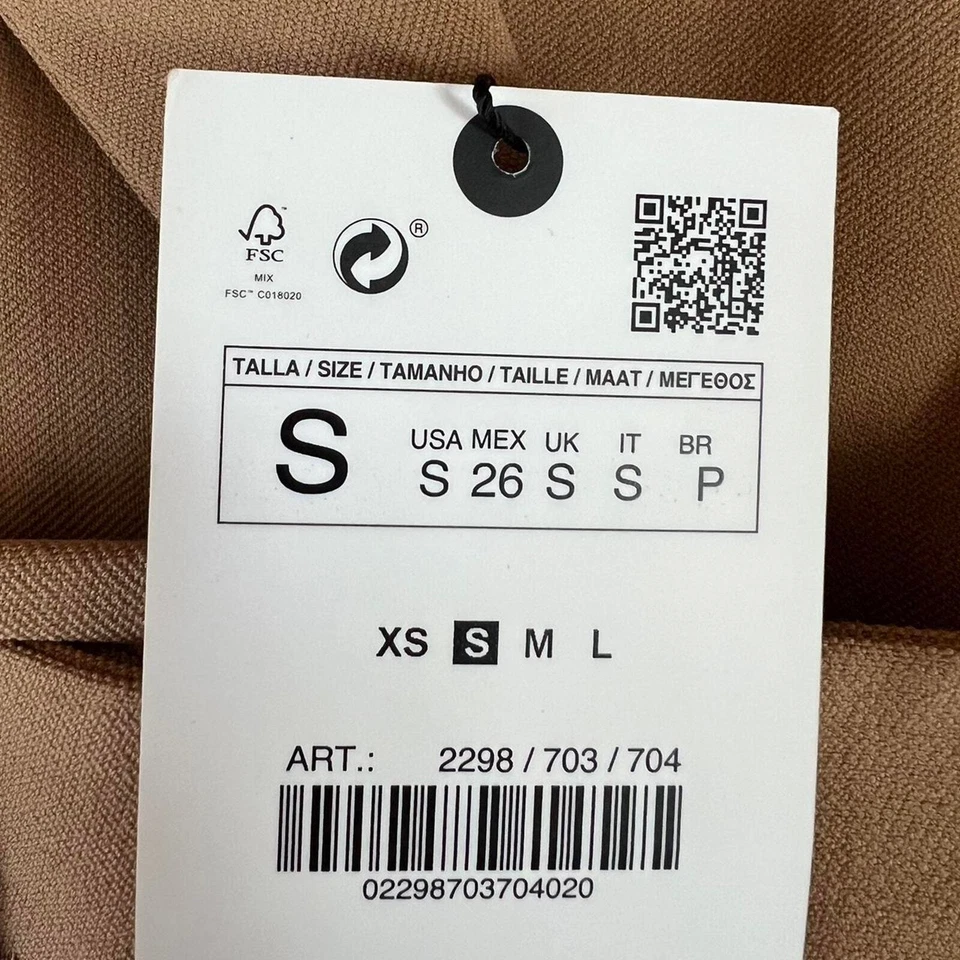 FSC™
MIX
FSC™ C018020
®
TALLA / SIZE / TAMANHO / TAILLE / MAAT / ΜΕΓΕΘΟΣ
S
USA MEX UK IT BR
S 26 S S P
XS S M L
ART.: 2298 / 703 / 704
02298703704020